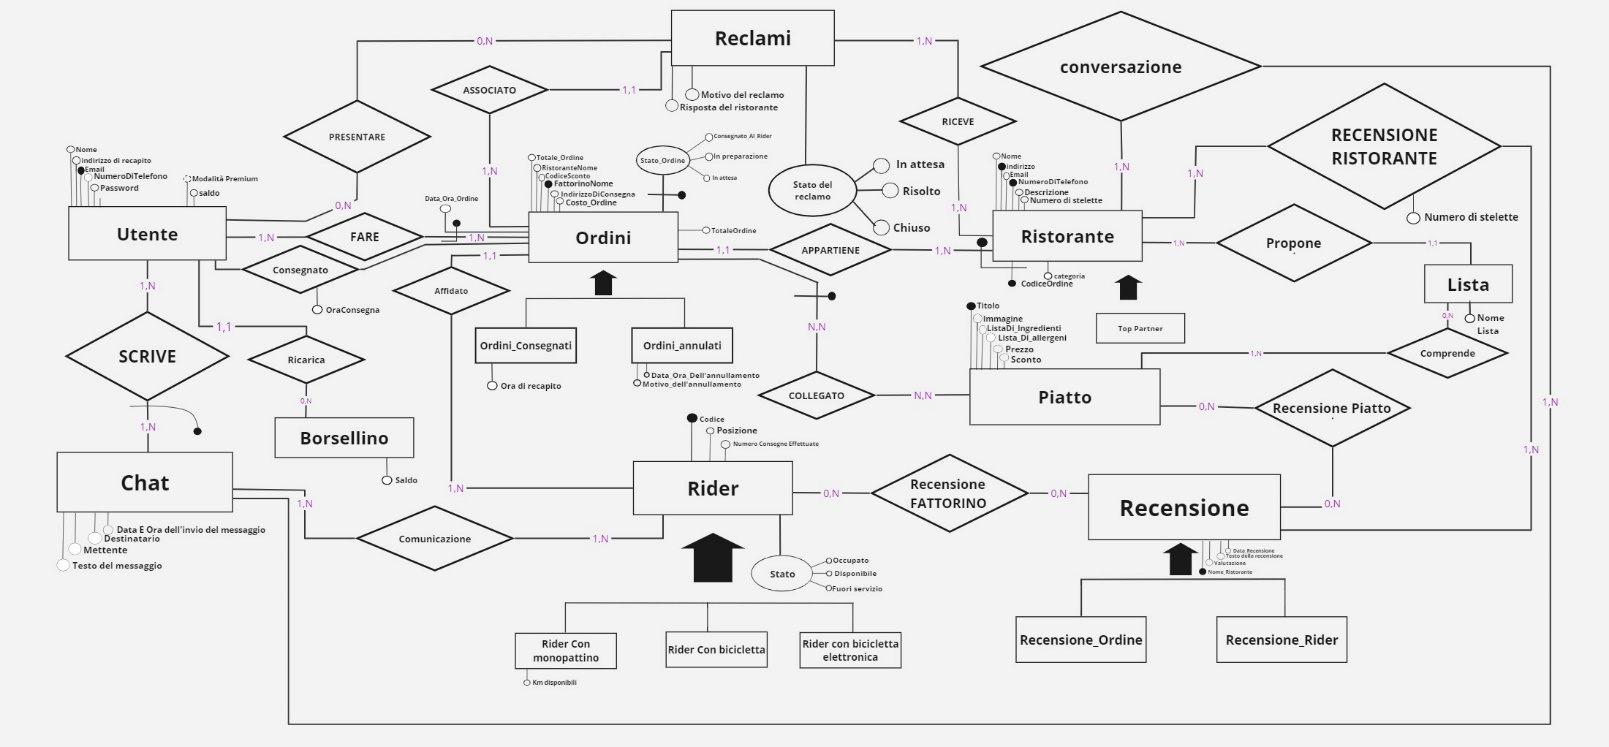 Reclami
0,N
1,N
conversazione
ASSOCIATO
1,1
Motivo del reclamo
Risposta del ristorante
RICEVE
PRESENTARE
RECENSIONE
RISTORANTE
Nome
Indirizzo di recapito
Email
NumeroDiTelefono
Password
Modalità Premium
saldo
1,N
Totale_Ordine
RistoranteNome
CodiceSconto
FattorinoNome
IndirizzoDiConsegna
Costo_Ordine
Stato_Ordine
Consegnato_Al Rider
In preparazione
In attesa
Stato del
reclamo
In attesa
Risolto
Chiuso
Nome
Indirizzo
Email
NumeroDiTelefono
Descrizione
Numero di stelette
1,N
1,N
Numero di stelette
0,N
Data_Ora_Ordine
1,N
Utente
1,N
FARE
1,N
Ordini
TotaleOrdine
1,1
APPARTIENE
1,N
Ristorante
1,N
Propone
1,1
Consegnato
1,1
OraConsegna
Affidato
categoria
CodiceOrdine
Lista
1,N
0,N
Nome
Lista
Titolo
Immagine
ListaDi_Ingredienti
Lista_Di_allergeni
Prezzo
Sconto
Top Partner
1,1
N,N
SCRIVE
Ricarica
Ordini_Consegnati
Ordini_annulati
1,N
Comprende
Ora di recapito
Data_Ora_Dell'annullamento
Motivo_dell'annullamento
COLLEGATO
N,N
Piatto
0,N
Recensione Piatto
1,N
0,N
1,N
Borsellino
Saldo
Codice
Posizione
Numero Consegne Effettuate
1,N
Chat
1,N
1,N
Rider
0,N
Recensione
FATTORINO
0,N
Recensione
0,N
Data E Ora dell'invio del messaggio
Destinatario
Mettente
Testo del messaggio
Comunicazione
1,N
Stato
Occupato
Disponibile
Fuori servizio
Data_Recensione
Testo della recensione
Valutazione
Nome_Ristorante
Rider Con
monopattino
Rider Con bicicletta
Rider con bicicletta
elettronica
Km disponibili
Recensione_Ordine
Recensione_Rider